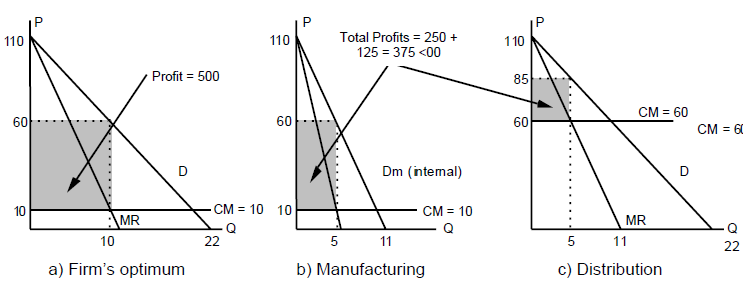 P
110
Profit = 500
60
D
10
CM = 10
MR
Q
10
22
a) Firm's optimum
P
110
Total Profits = 250 +
125 = 375 <00
60
Dm (internal)
10
CM = 10
Q
5
11
b) Manufacturing
P
110
85
60
CM = 60
CM = 60
D
MR
Q
5
11
22
c) Distribution